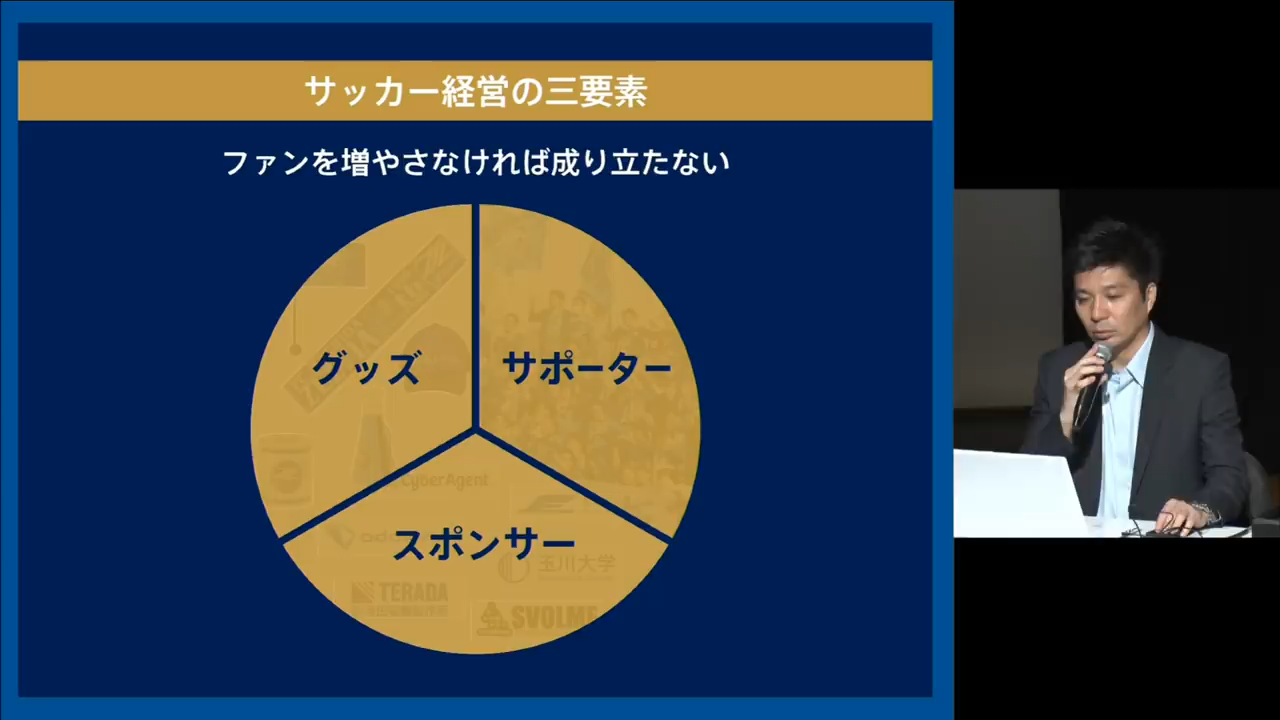 サッカー経営の三要素
ファンを増やさなければ成り立たない
グッズ
サポーター
CyberAgent
スポンサー
玉川大学
TERADA
SVOLME